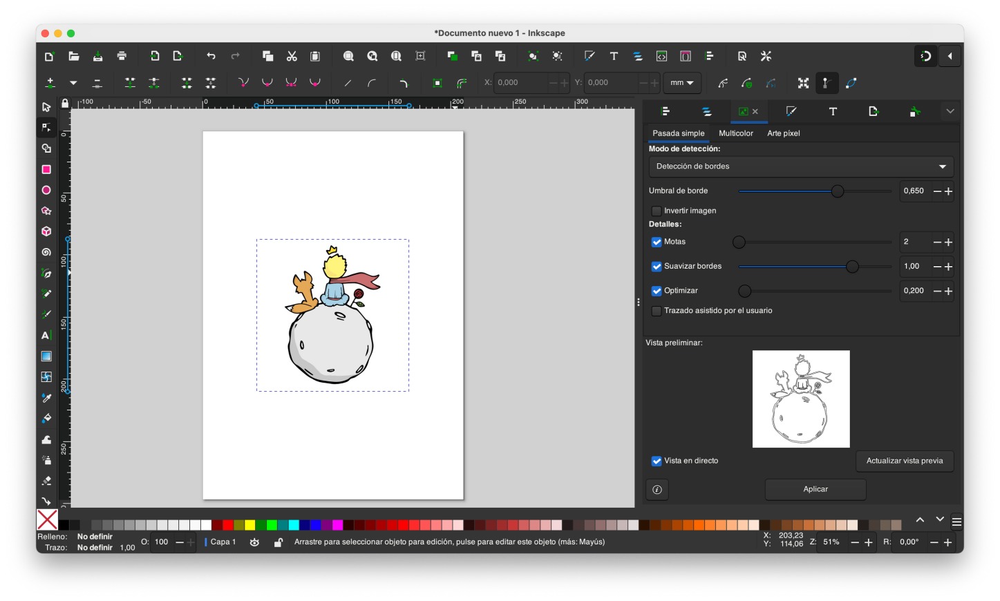 *Documento nuevo 1 - Inkscape
X: 0,000 Y: 0,000 mm
-100 -50 0 50 100 150 200 250 300
0
50
100
150
200
250
Pasada simple Multicolor Arte píxel
Modo de detección:
Detección de bordes
Umbral de borde 0,650
Invertir imagen
Detalles:
Motas 2
Suavizar bordes 1,00
Optimizar 0,200
Trazado asistido por el usuario
Vista preliminar:
Vista en directo Actualizar vista previa
Aplicar
Relleno: No definir
Trazo: No definir 1,00
O: 100 Capa 1 Arrastre para seleccionar objeto para edición, pulse para editar este objeto (más: Mayús)
X: 203,23
Y: 114,06
Z: 51% R: 0,00°